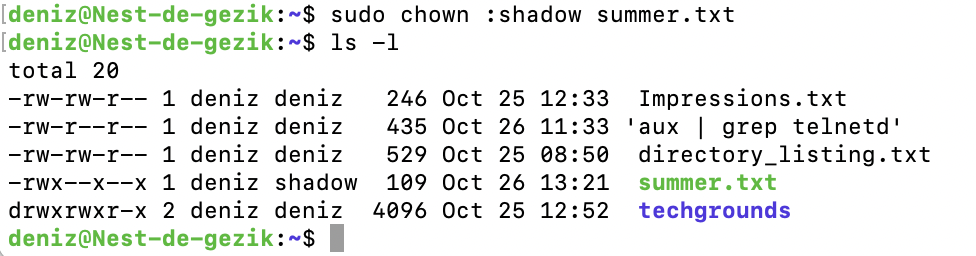 [deniz@Nest-de-gezik:~$ sudo chown :shadow summer.txt
[deniz@Nest-de-gezik:~$ ls -l
total 20
-rw-rw-r-- 1 deniz deniz 246 Oct 25 12:33 Impressions.txt
-rw-r--r-- 1 deniz deniz 435 Oct 26 11:33 'aux | grep telnetd'
-rw-rw-r-- 1 deniz deniz 529 Oct 25 08:50 directory_listing.txt
-rwx--x--x 1 deniz shadow 109 Oct 26 13:21 summer.txt
drwxrwxr-x 2 deniz deniz 4096 Oct 25 12:52 techgrounds
deniz@Nest-de-gezik:~$